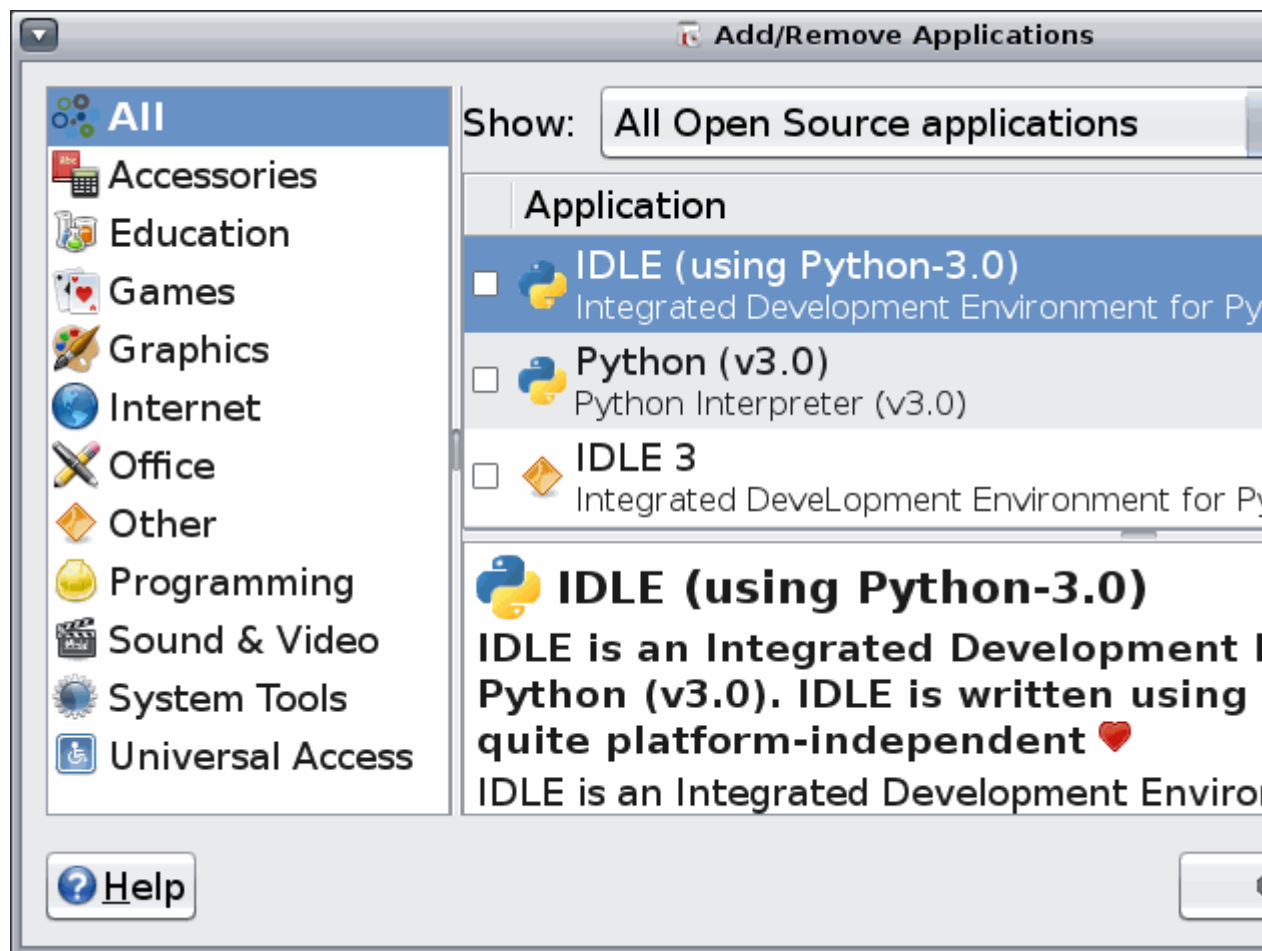 Add/Remove Applications
All
Accessories
Education
Games
Graphics
Internet
Office
Other
Programming
Sound & Video
System Tools
Universal Access
Show: All Open Source applications
Application
IDLE (using Python-3.0)
Integrated Development Environment for Py
Python (v3.0)
Python Interpreter (v3.0)
IDLE 3
Integrated DeveLopment Environment for Py
IDLE (using Python-3.0)
IDLE is an Integrated Development
Python (v3.0). IDLE is written using
quite platform-independent
IDLE is an Integrated Development Enviro
Help